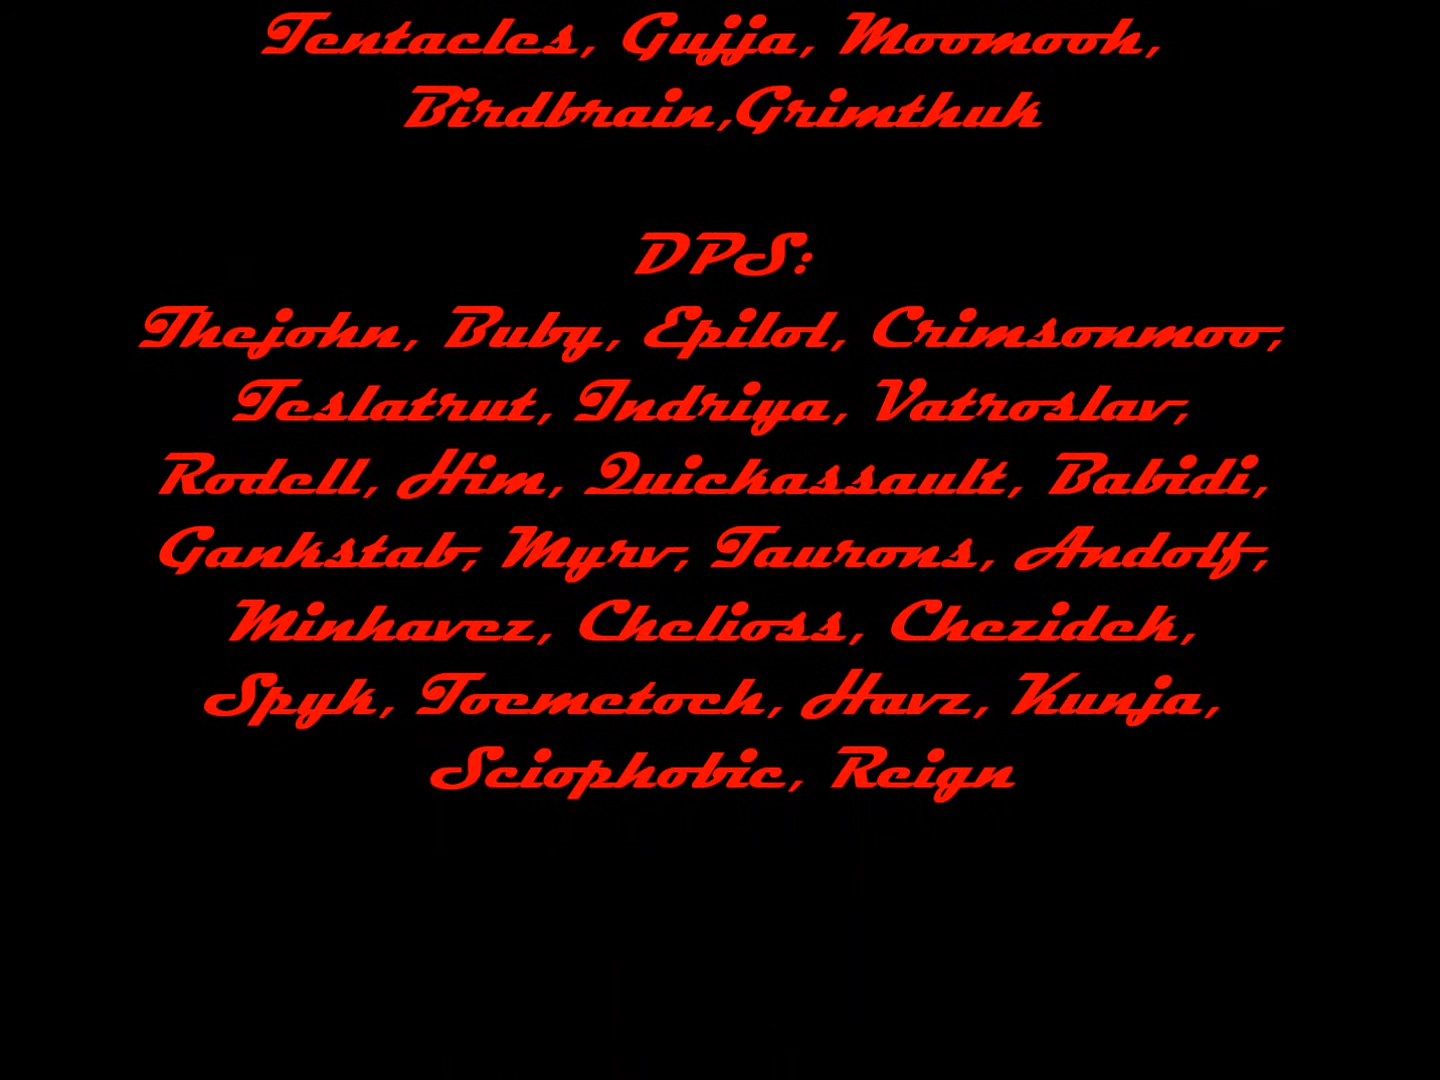 Tentacles, Gujja, Moomooh,
Birdbrain,Grimthuk
DPS:
Thejohn, Buby, Epilol, Crimsonmoo,
Teslatrut, Indriya, Vatroslav,
Rodell, Him, Quickassault, Babidi,
Gankstab, Myrv, Taurons, Andolf,
Minhavez, Chelioss, Chezidek,
Spyk, Toemetoch, Havz, Kunja,
Sciophobic, Reign